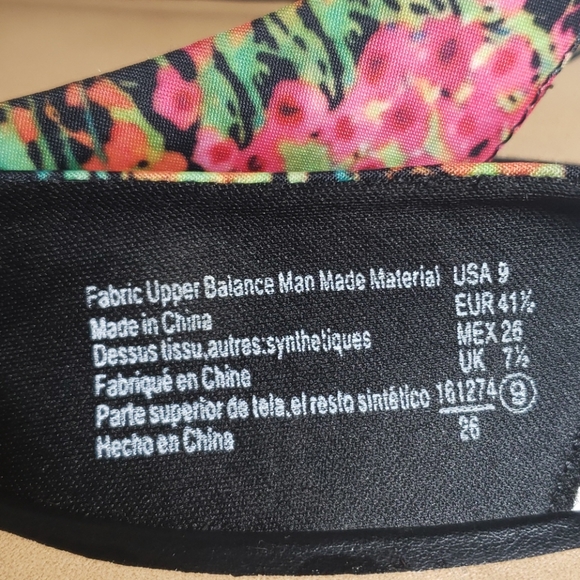 Fabric Upper Balance Man Made Material USA 9
Made in China EUR 41½
Dessus tissu,autres:synthetiques MEX 26
Fabriqué en Chine UK 7½
Parte superior de tela,el resto sintético 161274 9
Hecho en China 26